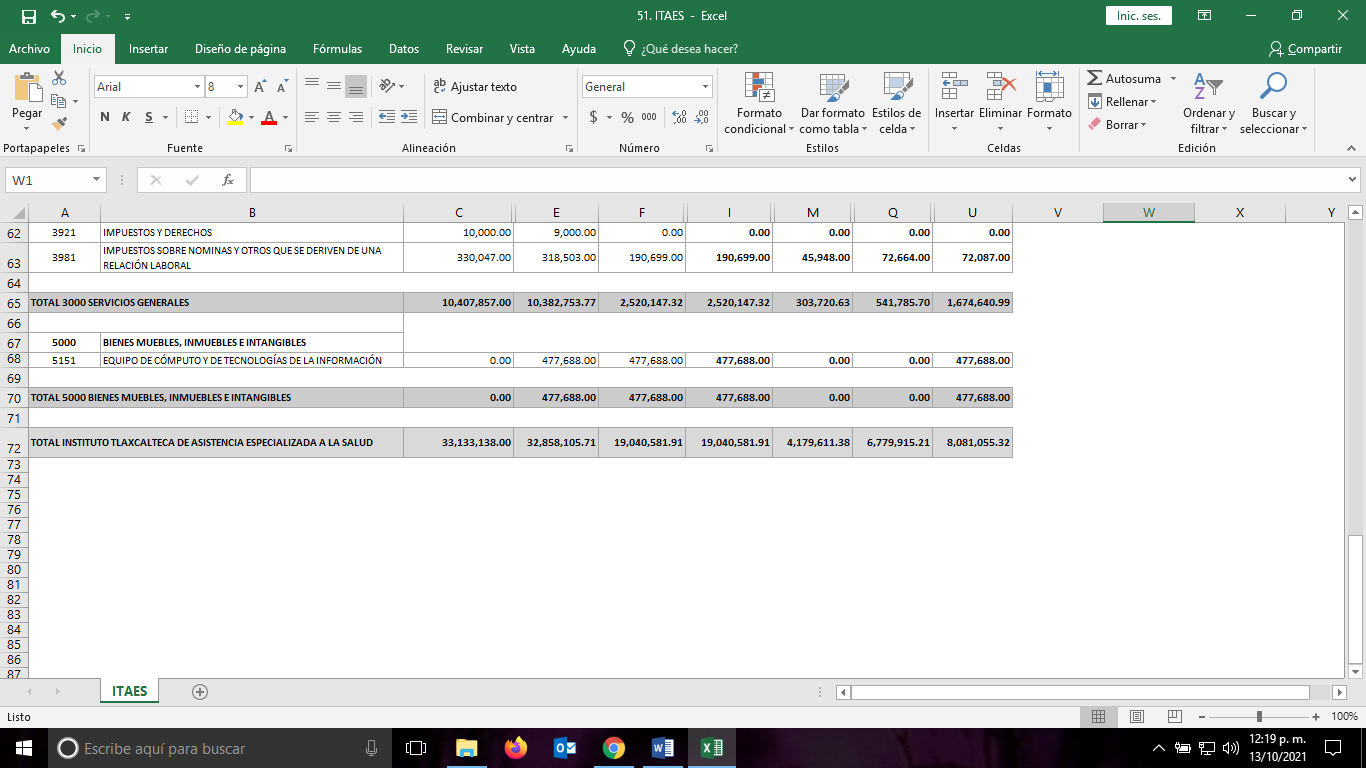 51. ITAES - Excel
Inic. ses.
Archivo Inicio Insertar Diseño de página Fórmulas Datos Revisar Vista Ayuda ¿Qué desea hacer? Compartir
Pegar
Portapapeles
Arial 8
N K S
Fuente
Ajustar texto
Combinar y centrar
Alineación
General
$ % 000
Número
Formato condicional
Dar formato como tabla
Estilos de celda
Estilos
Insertar Eliminar Formato
Celdas
Autosuma
Rellenar
Borrar
Ordenar y filtrar
Buscar y seleccionar
Edición
W1 fx
A B C E F I M Q U V W X Y
62 3921 IMPUESTOS Y DERECHOS 10,000.00 9,000.00 0.00 0.00 0.00 0.00 0.00
63 3981 IMPUESTOS SOBRE NOMINAS Y OTROS QUE SE DERIVEN DE UNA RELACIÓN LABORAL 330,047.00 318,503.00 190,699.00 190,699.00 45,948.00 72,664.00 72,087.00
64
65 TOTAL 3000 SERVICIOS GENERALES 10,407,857.00 10,382,753.77 2,520,147.32 2,520,147.32 303,720.63 541,785.70 1,674,640.99
66
67 5000 BIENES MUEBLES, INMUEBLES E INTANGIBLES
68 5151 EQUIPO DE CÓMPUTO Y DE TECNOLOGÍAS DE LA INFORMACIÓN 0.00 477,688.00 477,688.00 477,688.00 0.00 0.00 477,688.00
69
70 TOTAL 5000 BIENES MUEBLES, INMUEBLES E INTANGIBLES 0.00 477,688.00 477,688.00 477,688.00 0.00 0.00 477,688.00
71
72 TOTAL INSTITUTO TLAXCALTECA DE ASISTENCIA ESPECIALIZADA A LA SALUD 33,133,138.00 32,858,105.71 19,040,581.91 19,040,581.91 4,179,611.38 6,779,915.21 8,081,055.32
73
74
75
76
77
78
79
80
81
82
83
84
85
86
87
ITAES
Listo
100%
Escribe aquí para buscar
12:19 p. m.
13/10/2021